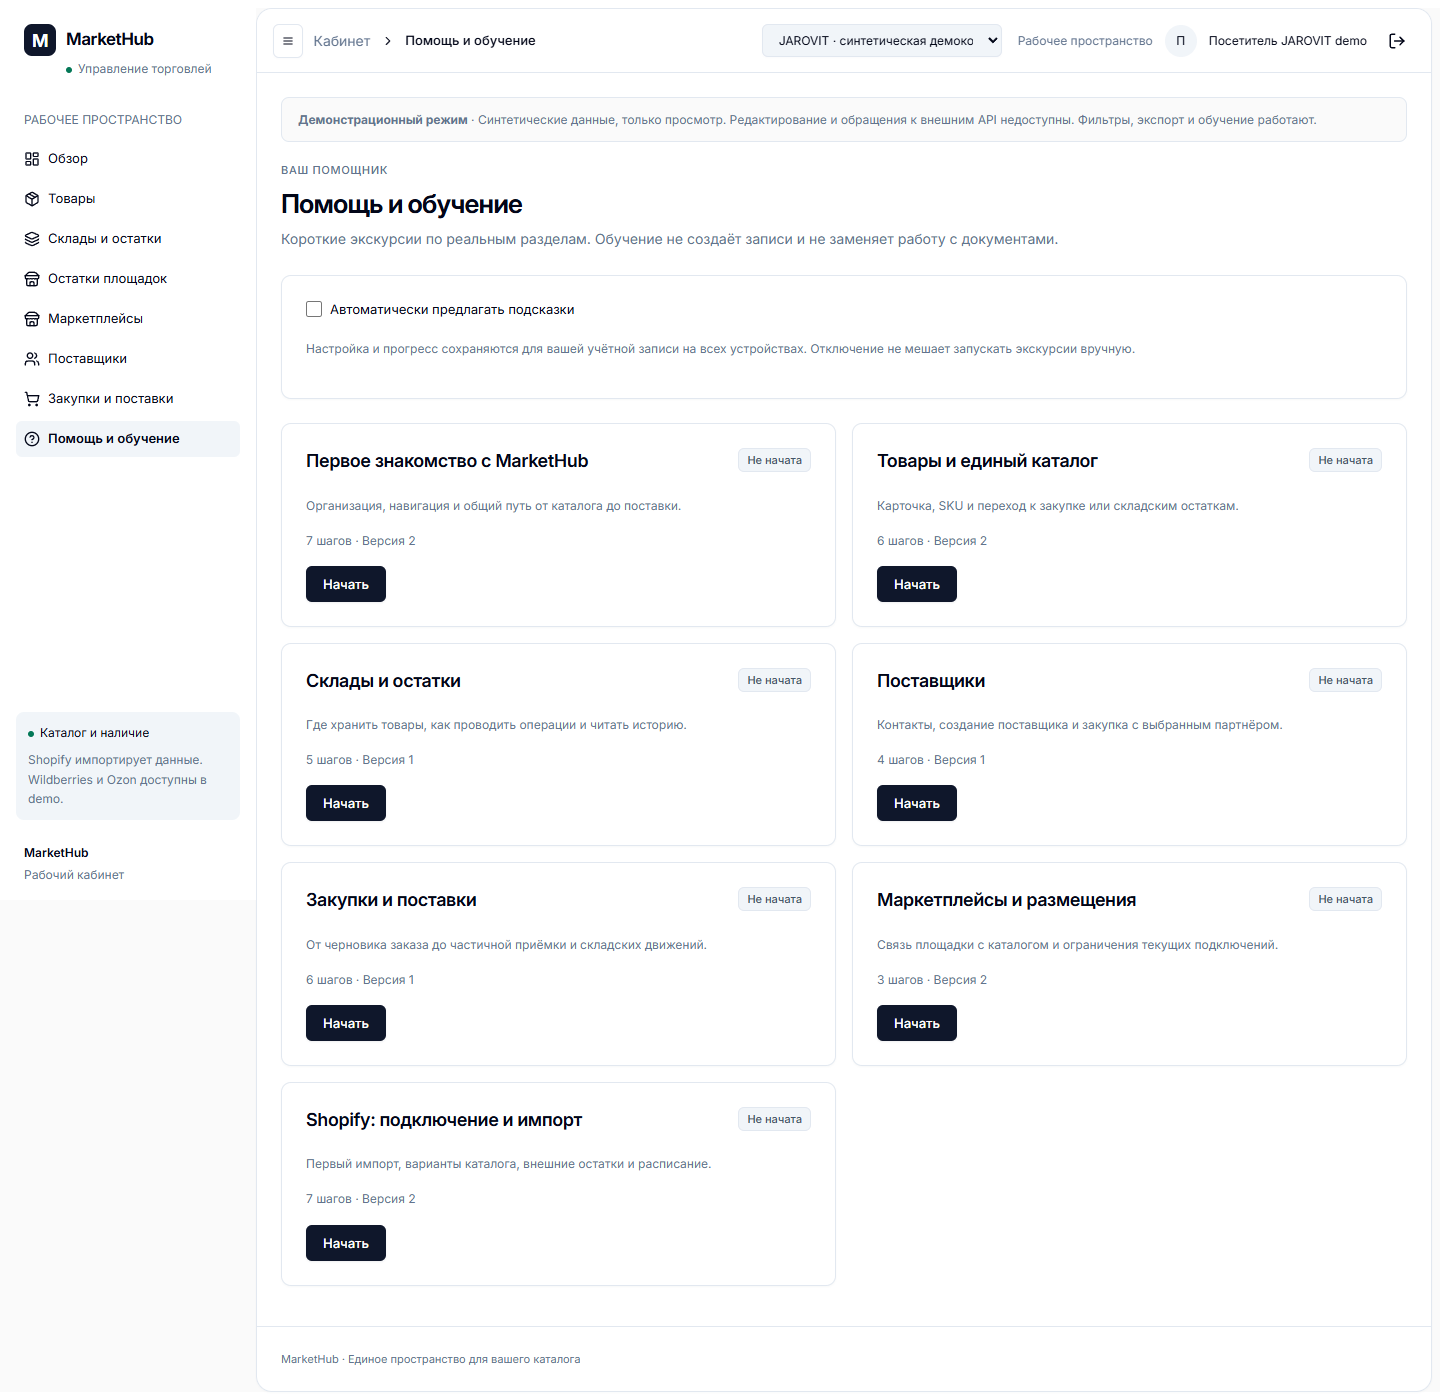 M MarketHub
Управление торговлей
РАБОЧЕЕ ПРОСТРАНСТВО
Обзор
Товары
Склады и остатки
Остатки площадок
Маркетплейсы
Поставщики
Закупки и поставки
Помощь и обучение
Каталог и наличие
Shopify импортирует данные.
Wildberries и Ozon доступны в
demo.
MarketHub
Рабочий кабинет
Кабинет > Помощь и обучение
JAROVIT · синтетическая демоко
Рабочее пространство
П
Посетитель JAROVIT demo
Демонстрационный режим · Синтетические данные, только просмотр. Редактирование и обращения к внешним API недоступны. Фильтры, экспорт и обучение работают.
ВАШ ПОМОЩНИК
Помощь и обучение
Короткие экскурсии по реальным разделам. Обучение не создаёт записи и не заменяет работу с документами.
Автоматически предлагать подсказки
Настройка и прогресс сохраняются для вашей учётной записи на всех устройствах. Отключение не мешает запускать экскурсии вручную.
Первое знакомство с MarketHub
Не начата
Организация, навигация и общий путь от каталога до поставки.
7 шагов · Версия 2
Начать
Товары и единый каталог
Не начата
Карточка, SKU и переход к закупке или складским остаткам.
6 шагов · Версия 2
Начать
Склады и остатки
Не начата
Где хранить товары, как проводить операции и читать историю.
5 шагов · Версия 1
Начать
Поставщики
Не начата
Контакты, создание поставщика и закупка с выбранным партнёром.
4 шагов · Версия 1
Начать
Закупки и поставки
Не начата
От черновика заказа до частичной приёмки и складских движений.
6 шагов · Версия 1
Начать
Маркетплейсы и размещения
Не начата
Связь площадки с каталогом и ограничения текущих подключений.
3 шагов · Версия 2
Начать
Shopify: подключение и импорт
Не начата
Первый импорт, варианты каталога, внешние остатки и расписание.
7 шагов · Версия 2
Начать
MarketHub · Единое пространство для вашего каталога